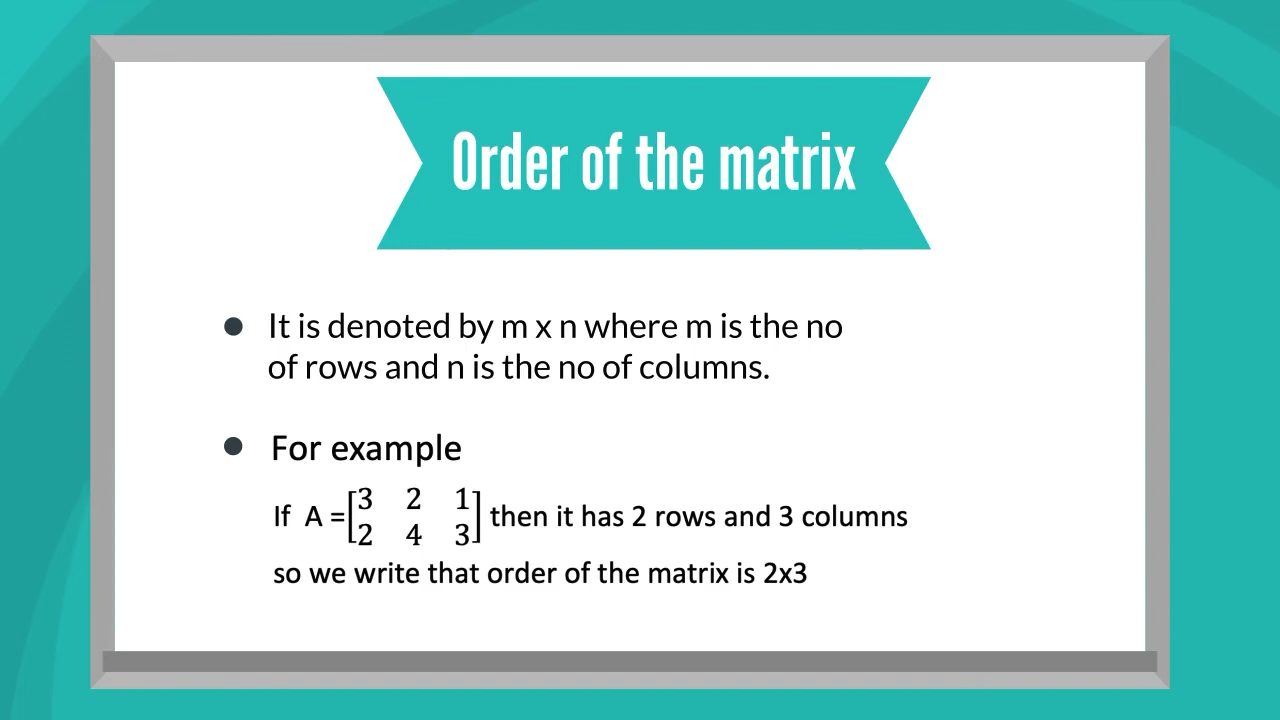 Order of the matrix
● It is denoted by m x n where m is the no
of rows and n is the no of columns.
● For example
If A =[3 2 1
2 4 3] then it has 2 rows and 3 columns
so we write that order of the matrix is 2x3